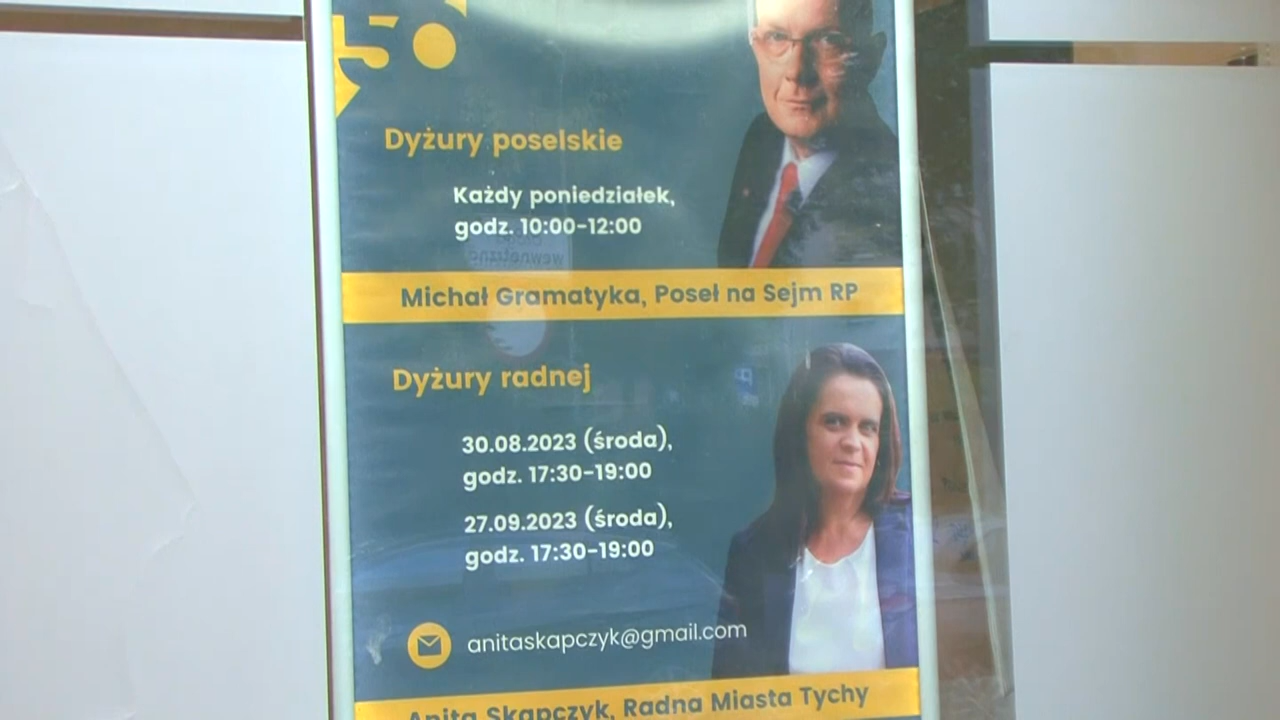 Dyżury poselskie
Każdy poniedziałek,
godz. 10:00-12:00
Michał Gramatyka, Poseł na Sejm RP
Dyżury radnej
30.08.2023 (środa),
godz. 17:30-19:00
27.09.2023 (środa),
godz. 17:30-19:00
anitaskapczyk@gmail.com
Anita Skapczyk, Radna Miasta Tychy